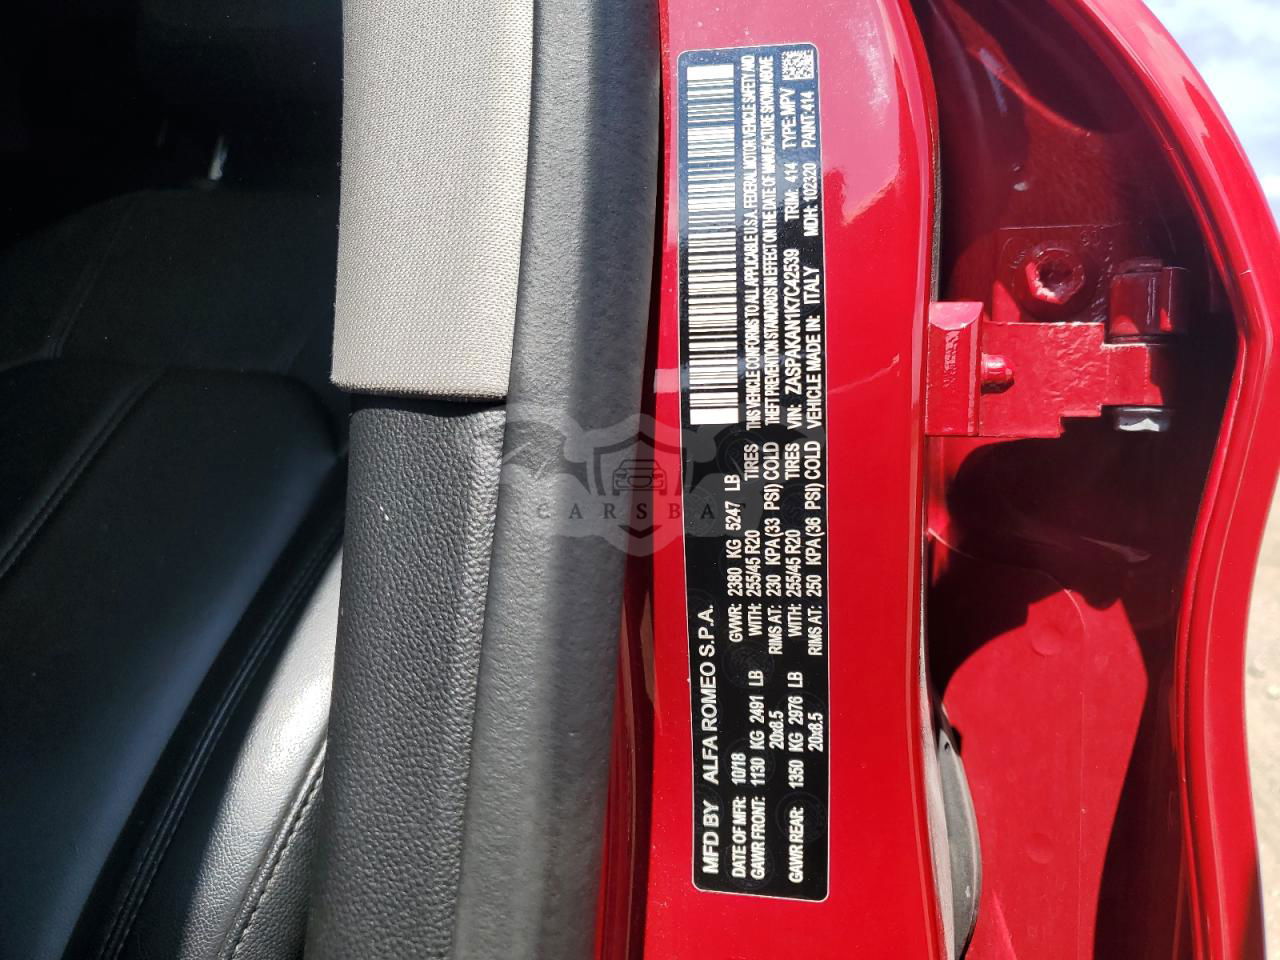 MFD BY ALFA ROMEO S.P.A.
DATE OF MFR: 10/18 GVWR: 2380 KG 5247 LB
GAWR FRONT: 1130 KG 2491 LB WITH: 255/45 R20 TIRES
20x8.5 RIMS AT: 230 KPA(33 PSI) COLD
GAWR REAR: 1350 KG 2976 LB WITH: 255/45 R20 TIRES
20x8.5 RIMS AT: 250 KPA(36 PSI) COLD
THIS VEHICLE CONFORMS TO ALL APPLICABLE U.S.A. FEDERAL MOTOR VEHICLE SAFETY AND
THEFT PREVENTION STANDARDS IN EFFECT ON THE DATE OF MANUFACTURE SHOWN ABOVE
VIN: ZASPAKAN1K7C42539 TRIM: 414 TYPE: MPV
VEHICLE MADE IN: ITALY MDH: 102320 PAINT: 414
CARSBAT